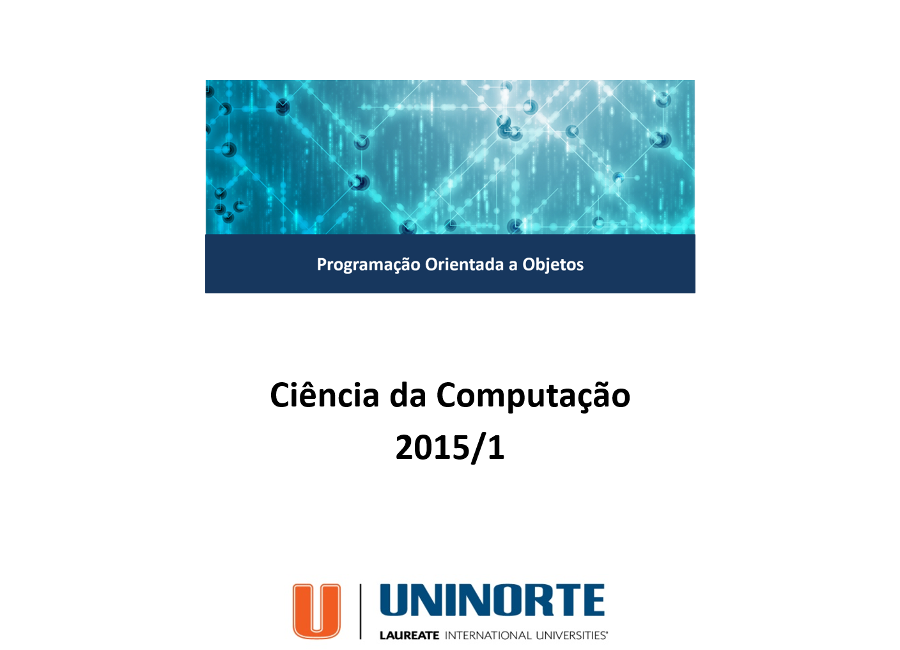 Programação Orientada a Objetos
Ciência da Computação
2015/1
U
UNINORTE
LAUREATE INTERNATIONAL UNIVERSITIES®